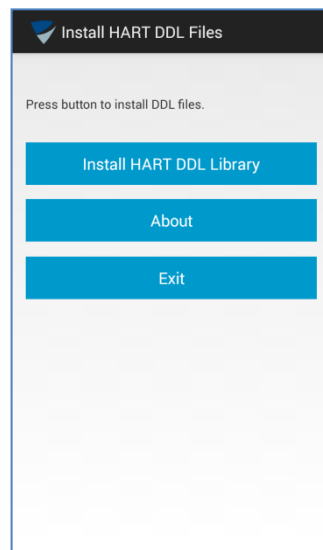 Install HART DDL Files
Press button to install DDL files.
Install HART DDL Library
About
Exit